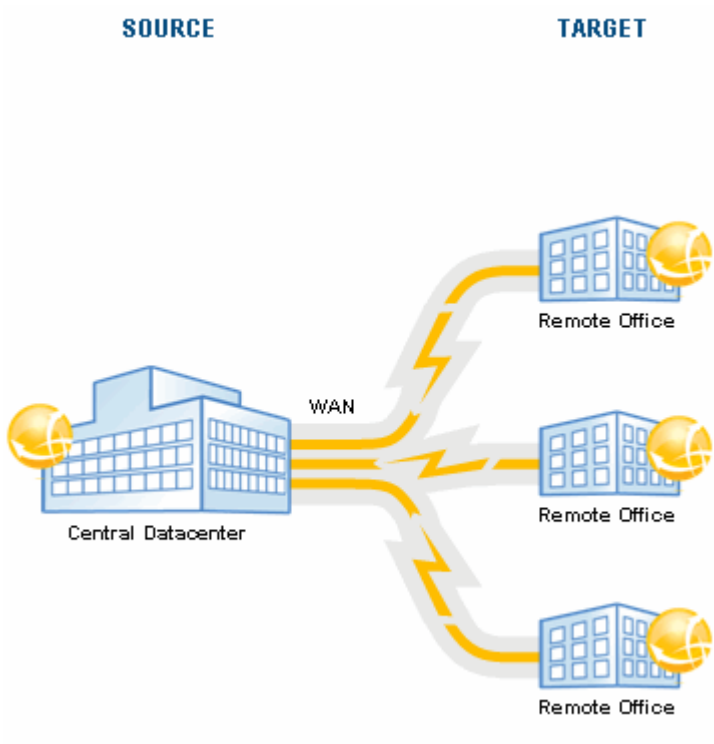 SOURCE
TARGET
Remote Office
WAN
Central Datacenter
Remote Office
Remote Office